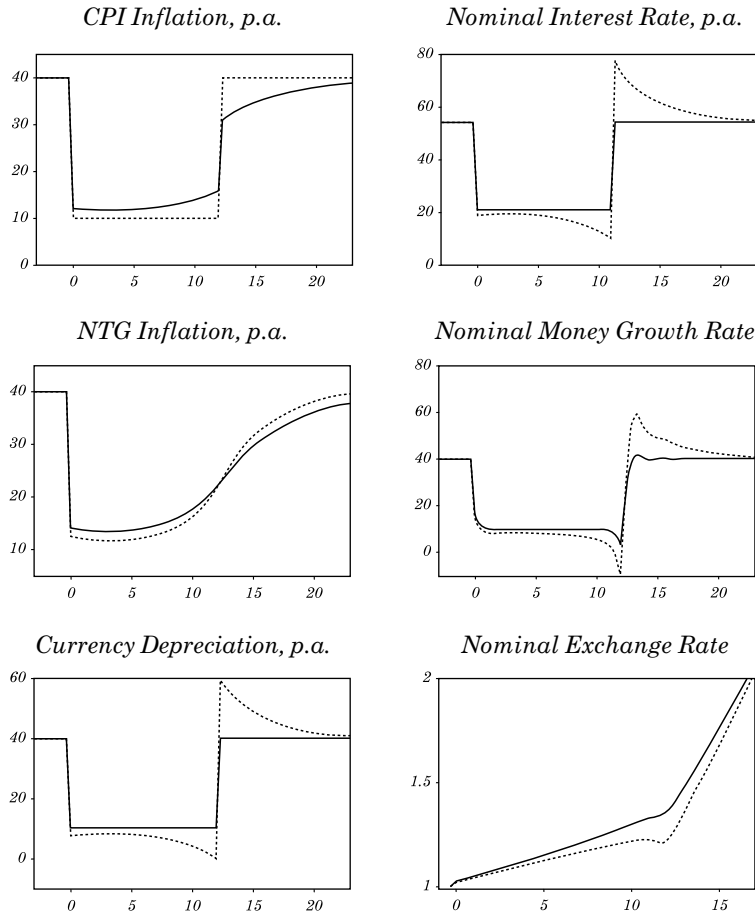 CPI Inflation, p.a.
40
30
20
10
0
0 5 10 15 20
Nominal Interest Rate, p.a.
80
60
40
20
0
0 5 10 15 20
NTG Inflation, p.a.
40
30
20
10
0 5 10 15 20
Nominal Money Growth Rate
80
60
40
20
0
0 5 10 15 20
Currency Depreciation, p.a.
60
40
20
0
0 5 10 15 20
Nominal Exchange Rate
2
1.5
1
0 5 10 15